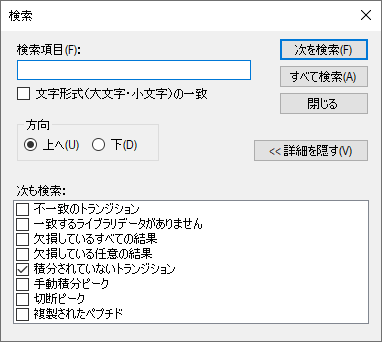 検索
検索項目(F):
次を検索(F)
すべて検索(A)
文字形式(大文字・小文字)の一致
閉じる
方向
上へ(U)
下(D)
<< 詳細を隠す(V)
次も検索:
不一致のトランジション
一致するライブラリデータがありません
欠損しているすべての結果
欠損している任意の結果
積分されていないトランジション
手動積分ピーク
切断ピーク
複製されたペプチド